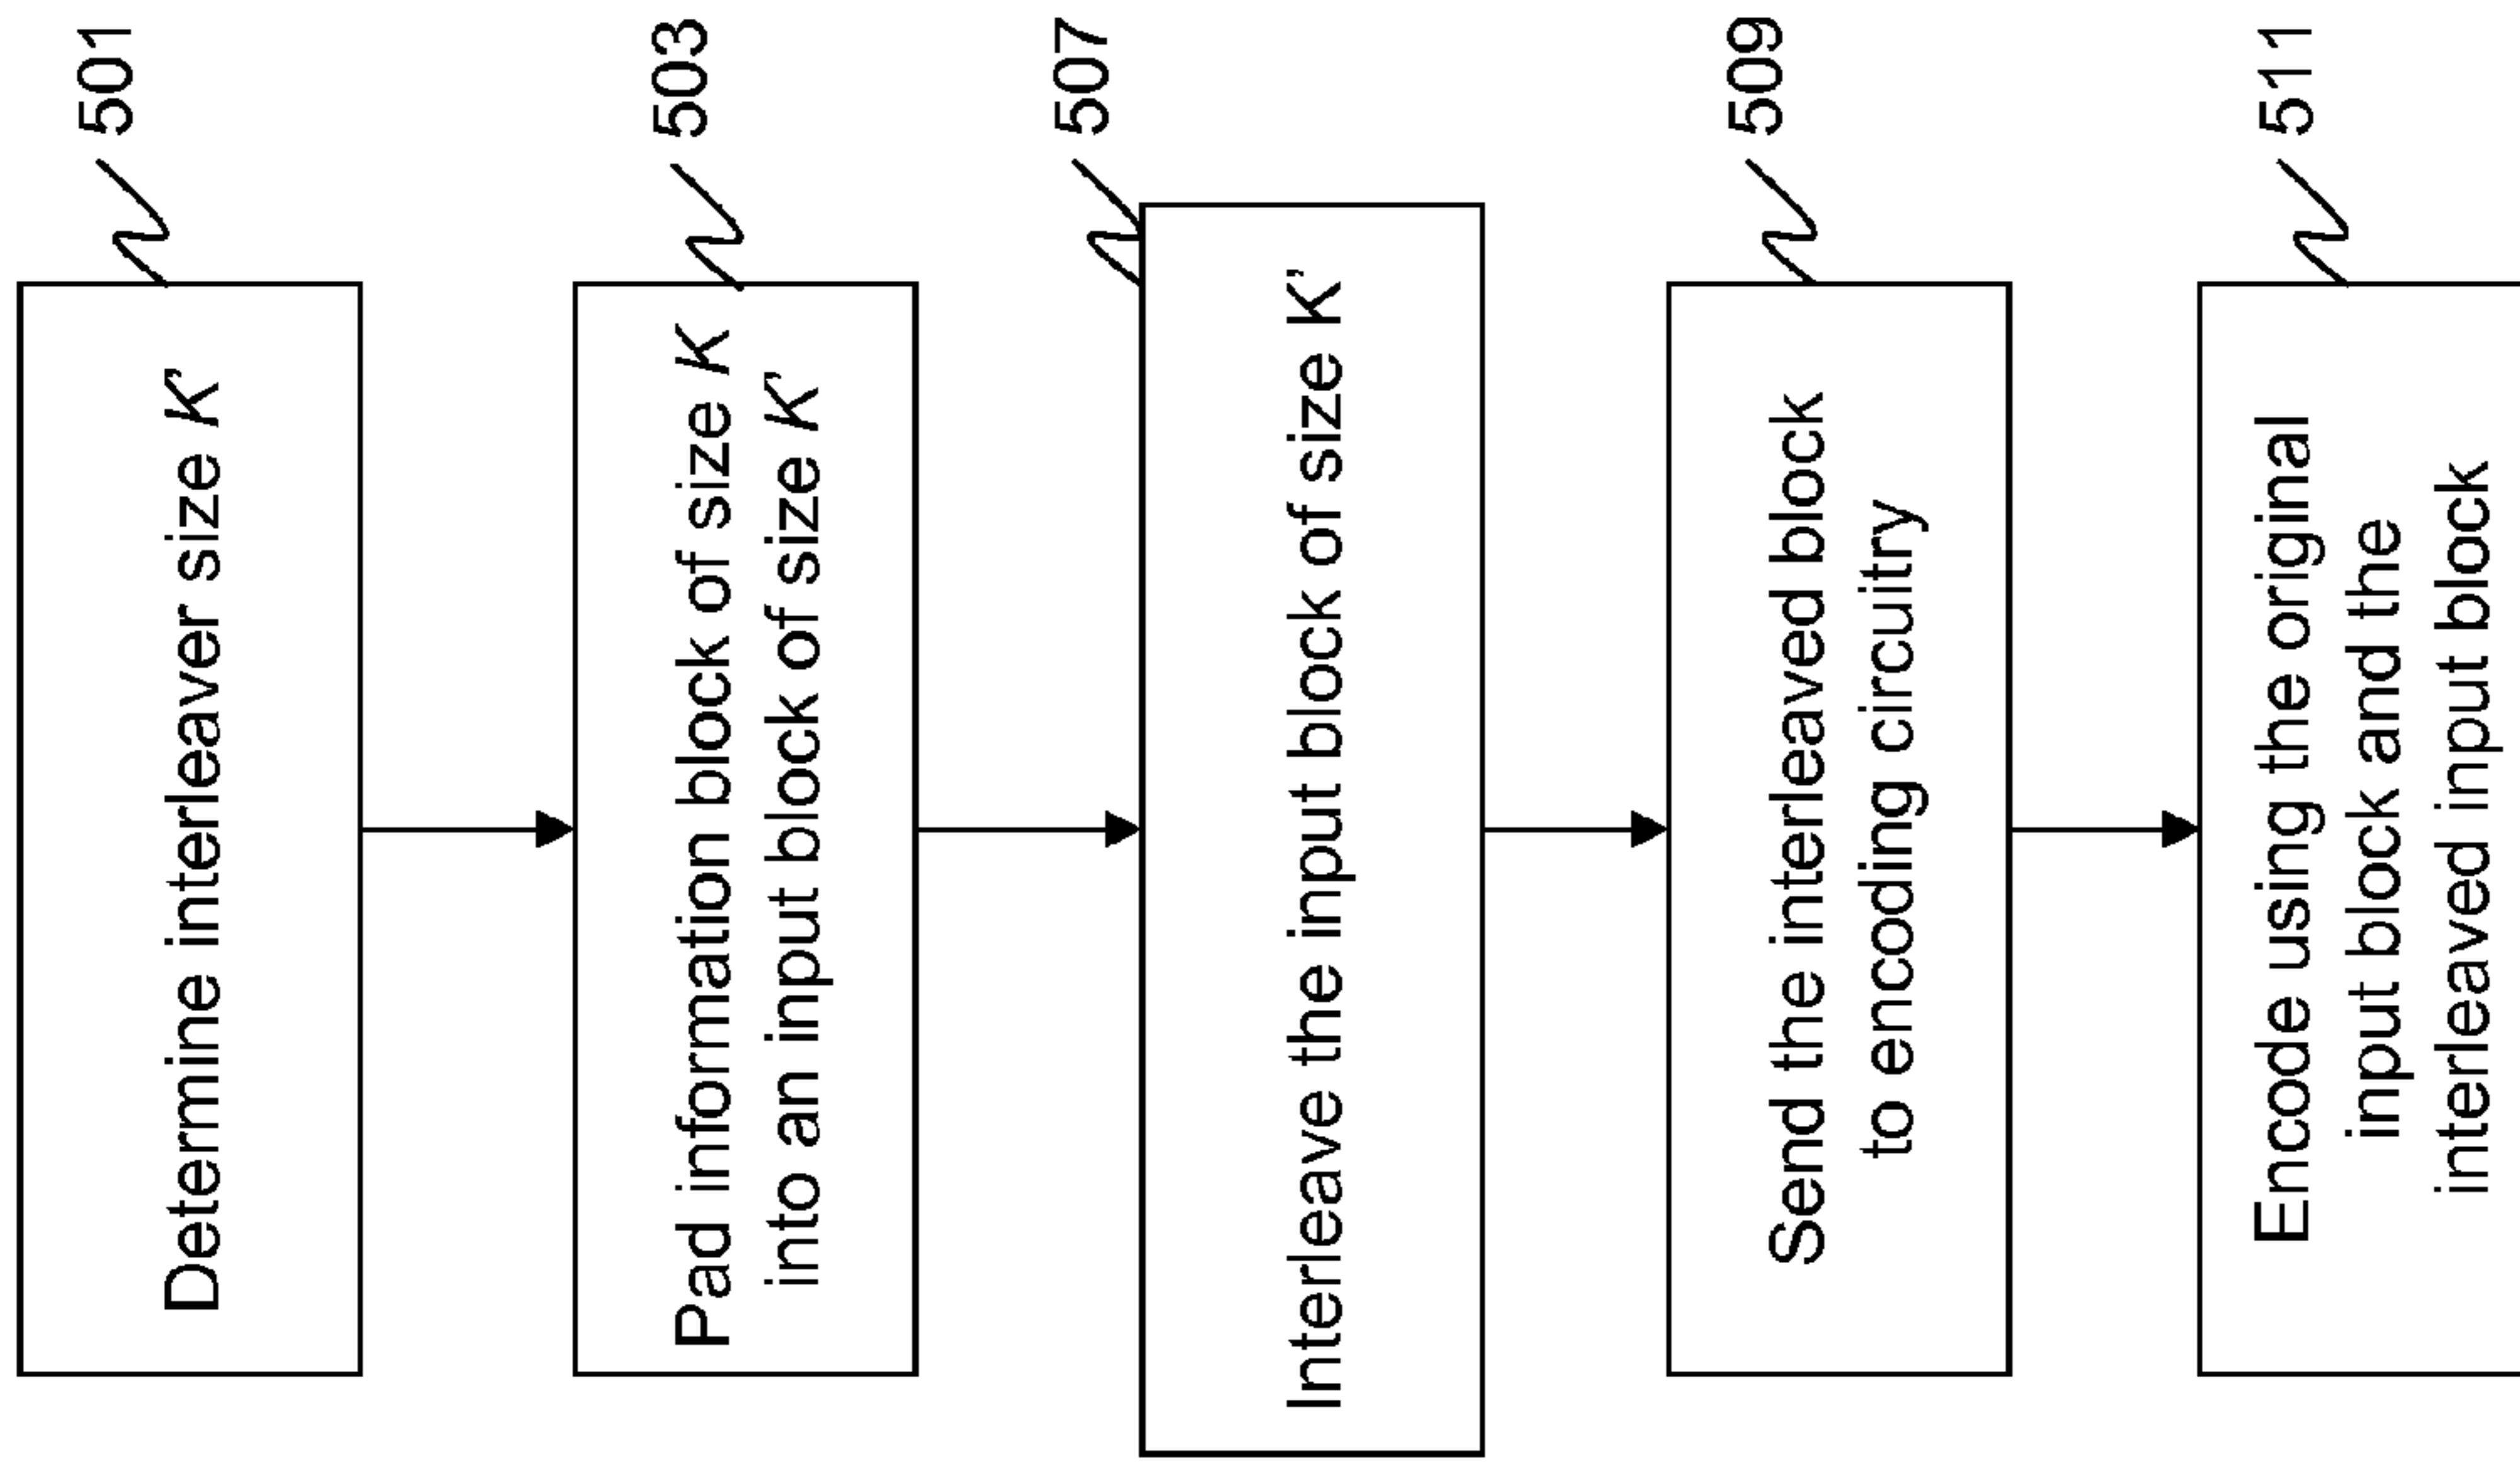 501
Determine interleaver size K'
503
Pad information block of size K
into an input block of size K'
507
Interleave the input block of size K'
509
Send the interleaved block
to encoding circuitry
511
Encode using the original
input block and the
interleaved input block